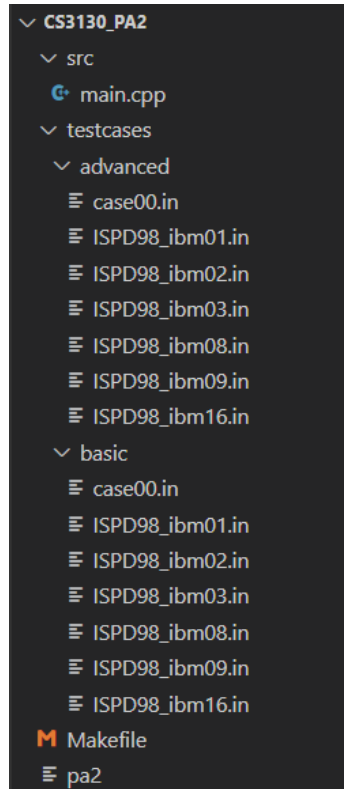 CS3130_PA2
src
main.cpp
testcases
advanced
case00.in
ISPD98_ibm01.in
ISPD98_ibm02.in
ISPD98_ibm03.in
ISPD98_ibm08.in
ISPD98_ibm09.in
ISPD98_ibm16.in
basic
case00.in
ISPD98_ibm01.in
ISPD98_ibm02.in
ISPD98_ibm03.in
ISPD98_ibm08.in
ISPD98_ibm09.in
ISPD98_ibm16.in
Makefile
pa2